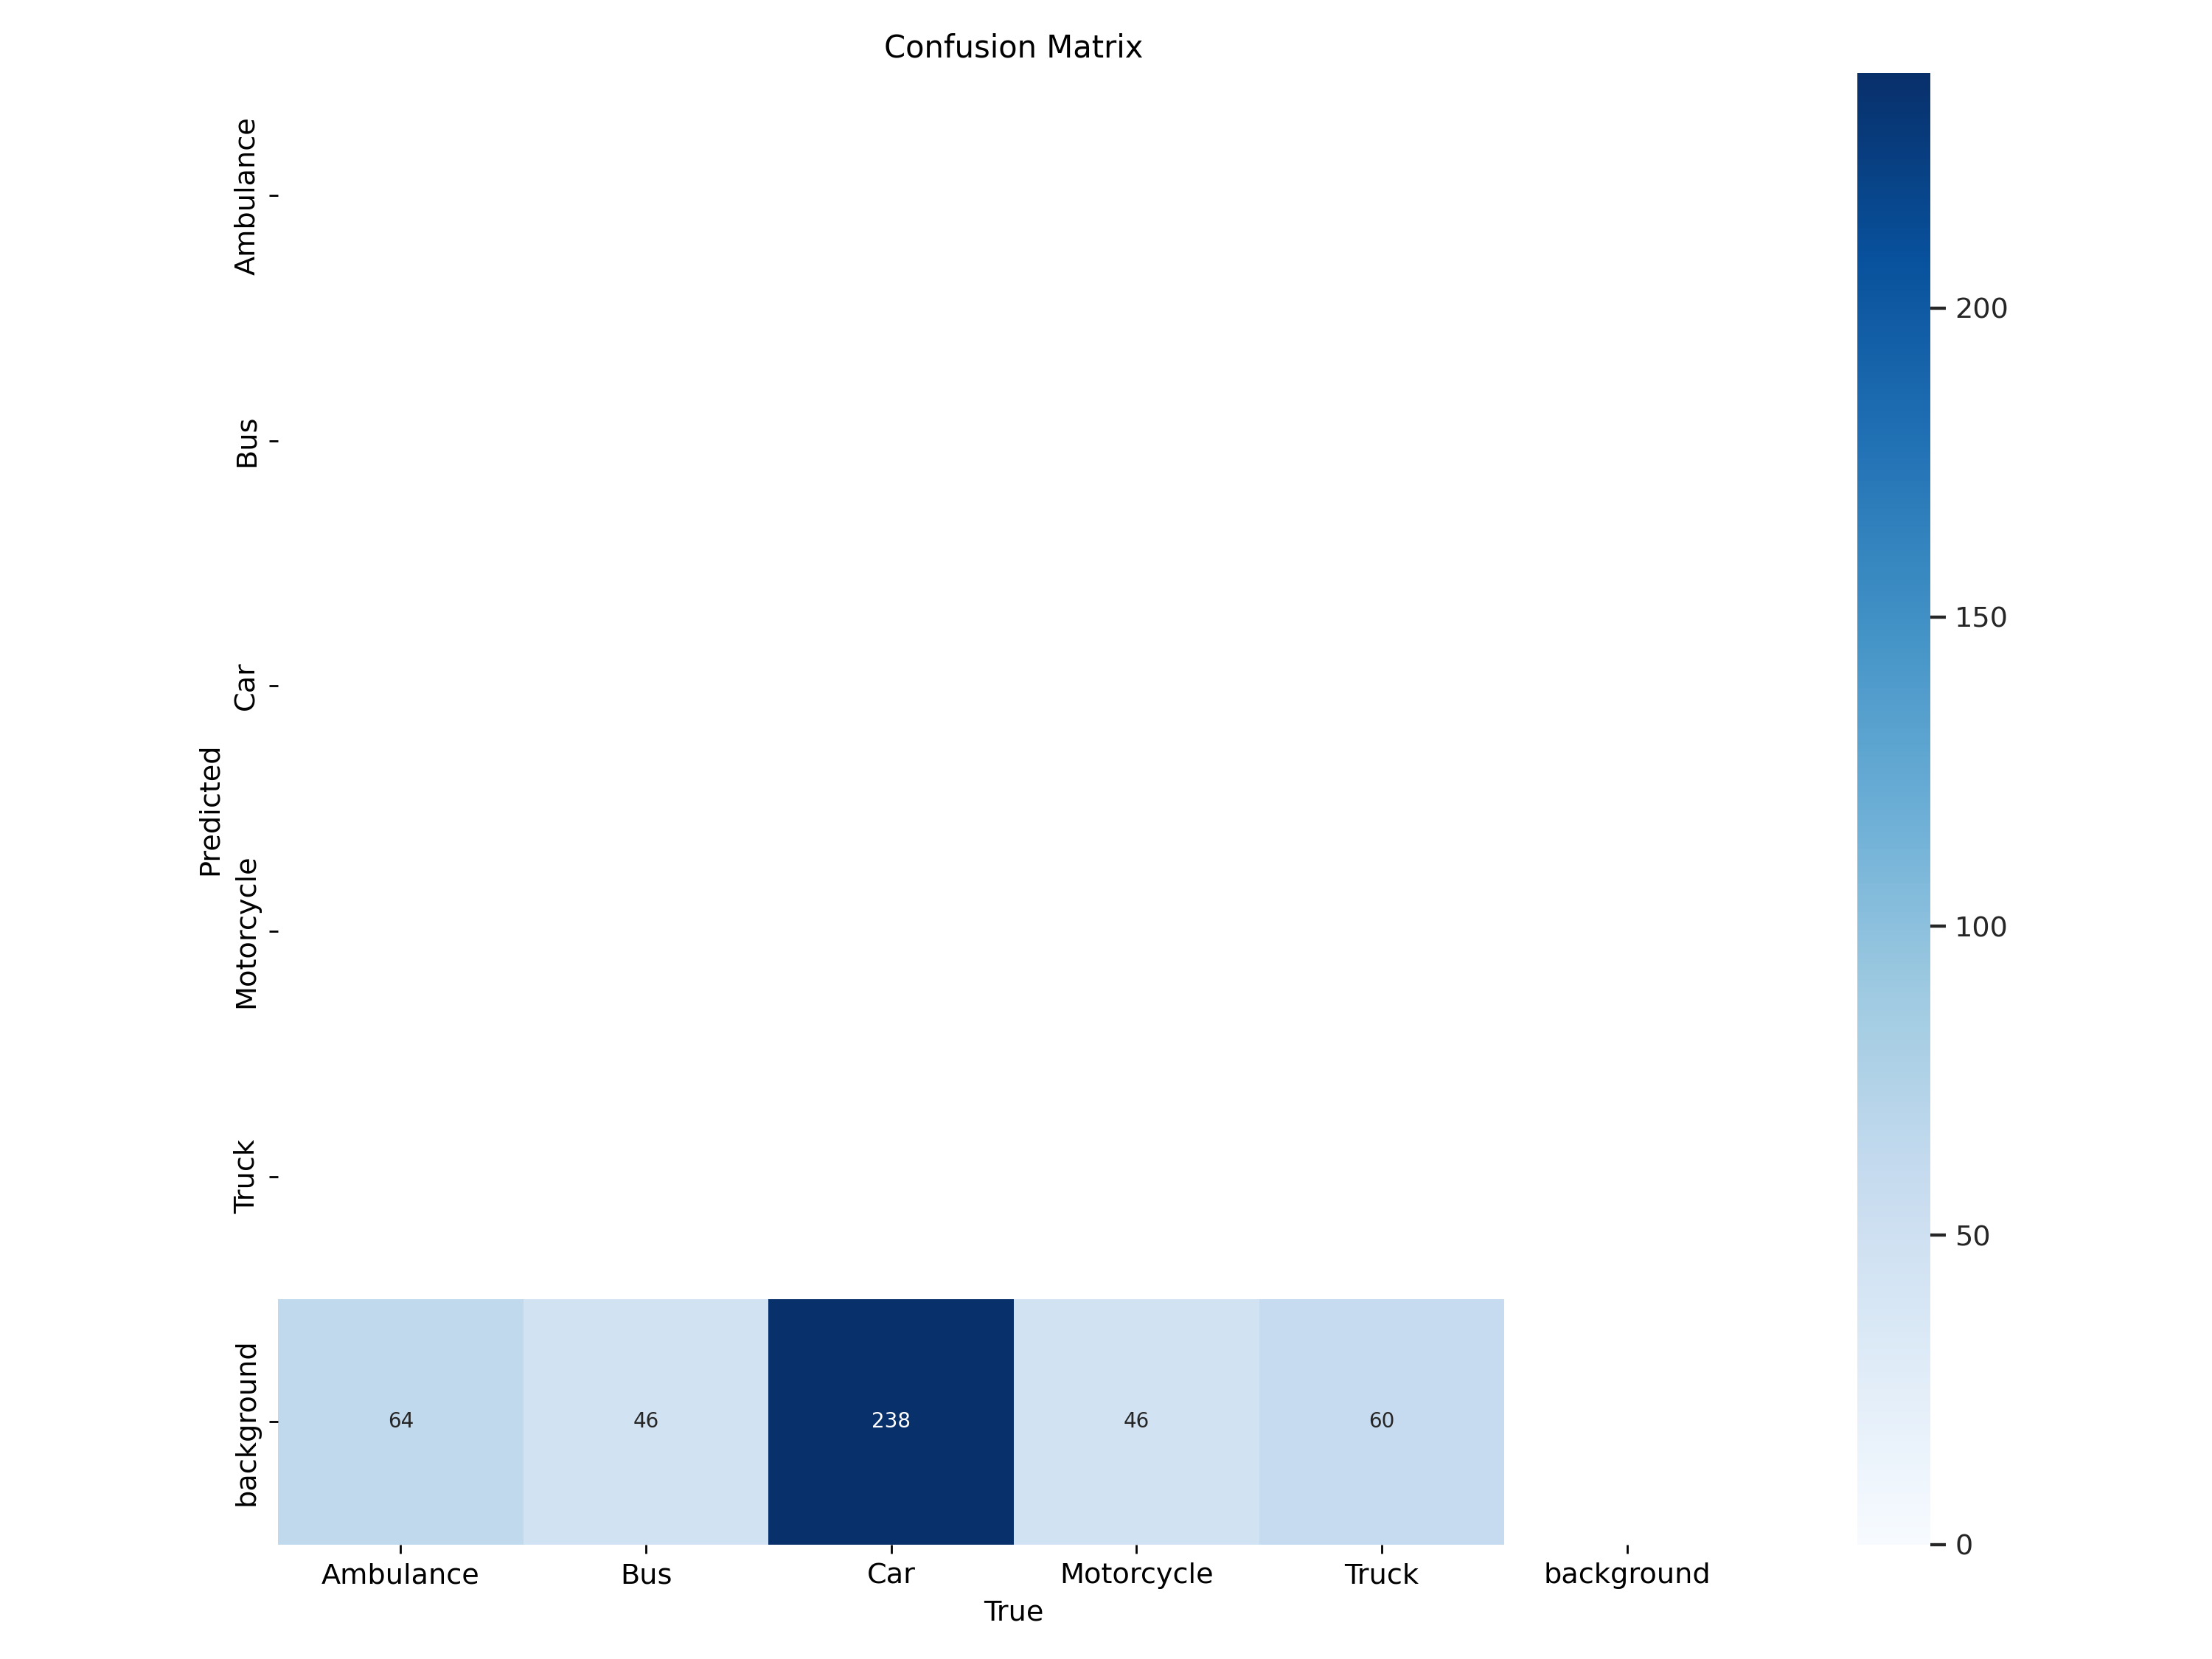 Confusion Matrix
Ambulance
Bus
Car
Motorcycle
Truck
background
Predicted
64 46 238 46 60
Ambulance Bus Car Motorcycle Truck background
True
200
150
100
50
0